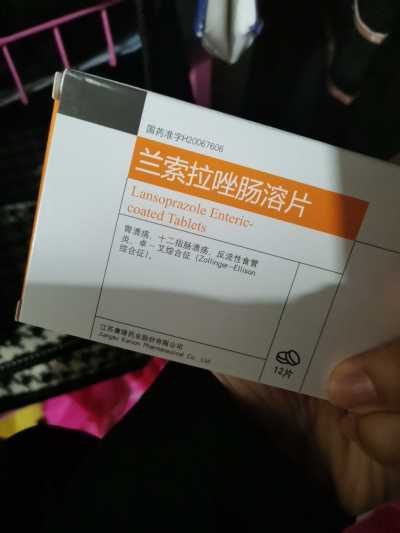 国药准字H20067606
兰索拉唑肠溶片
Lansoprazole Enteric-
coated Tablets
胃溃疡、十二指肠溃疡、反流性食管
炎、卓－艾综合征（Zollinger-Ellison
综合征）。
江苏康缘药业股份有限公司
Jiangsu Kanion Pharmaceutical Co., Ltd.
12片